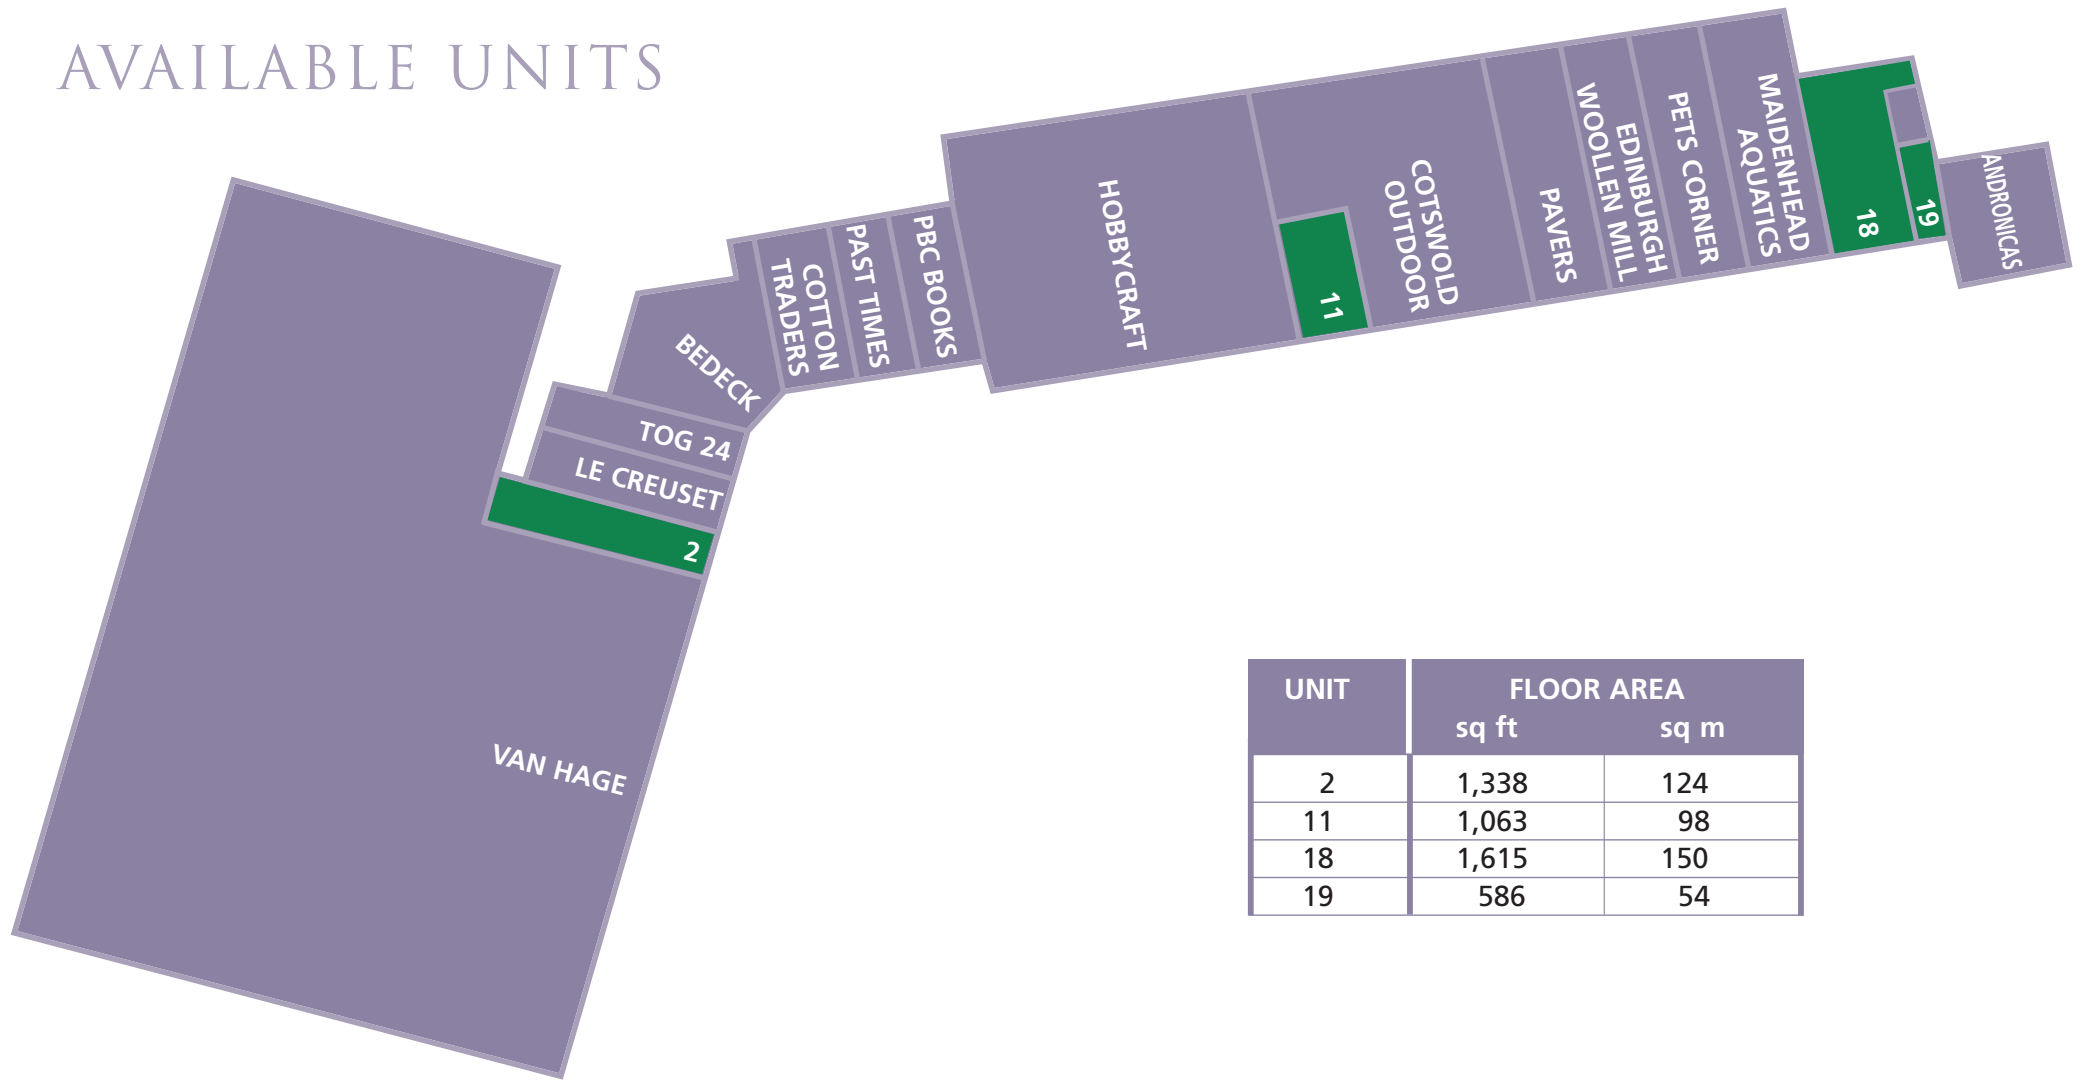 AVAILABLE UNITS
VAN HAGE
2
LE CREUSET
TOG 24
BEDECK
COTTON
TRADERS
PAST TIMES
PBC BOOKS
HOBBYCRAFT
11
COTSWOLD
OUTDOOR
PAVERS
EDINBURGH
WOOLLEN MILL
PETS CORNER
MAIDENHEAD
AQUATICS
18
19
ANDRONICAS
UNIT FLOOR AREA
sq ft sq m
2 1,338 124
11 1,063 98
18 1,615 150
19 586 54